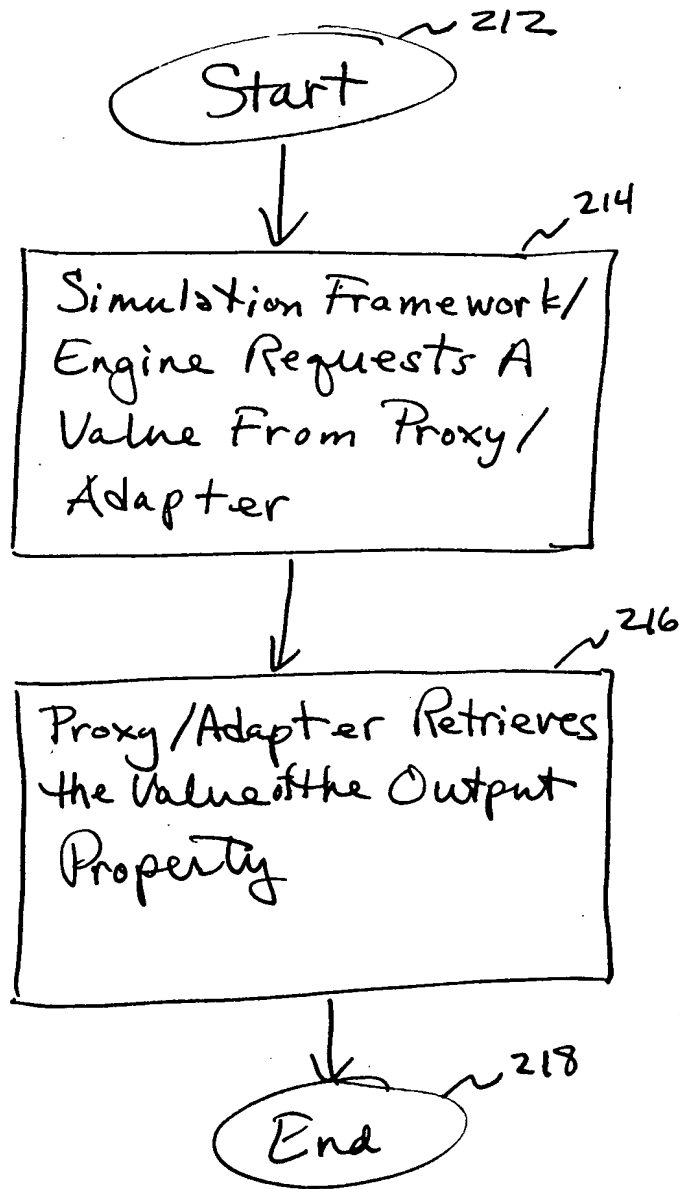 212
Start
214
Simulation Framework/
Engine Requests A
Value From Proxy/
Adapter
216
Proxy/Adapter Retrieves
the Value of the Output
Property
218
End